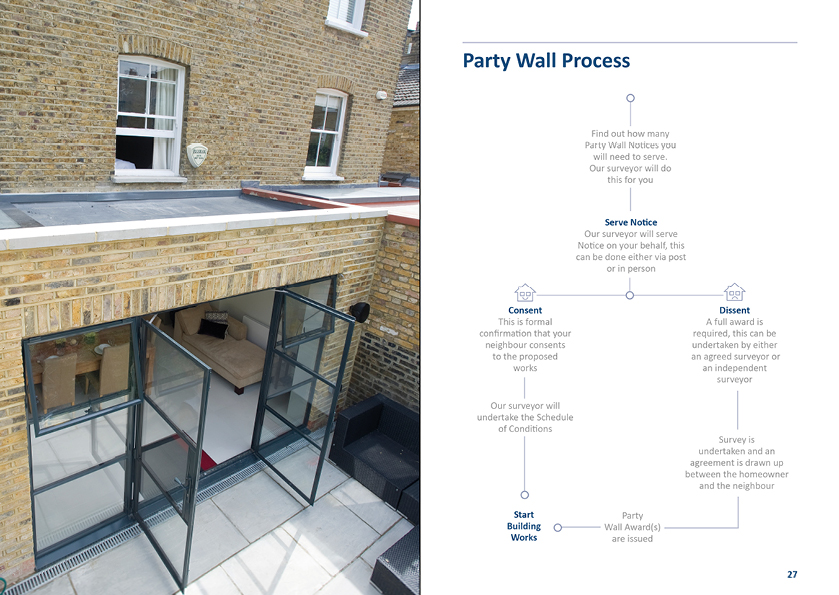 Party Wall Process
Find out how many
Party Wall Notices you
will need to serve.
Our surveyor will do
this for you
Serve Notice
Our surveyor will serve
Notice on your behalf, this
can be done either via post
or in person
Consent
This is formal
confirmation that your
neighbour consents
to the proposed
works
Our surveyor will
undertake the Schedule
of Conditions
Dissent
A full award is
required, this can be
undertaken by either
an agreed surveyor or
an independent
surveyor
Survey is
undertaken and an
agreement is drawn up
between the homeowner
and the neighbour
Party
Wall Award(s)
are issued
Start
Building
Works
27